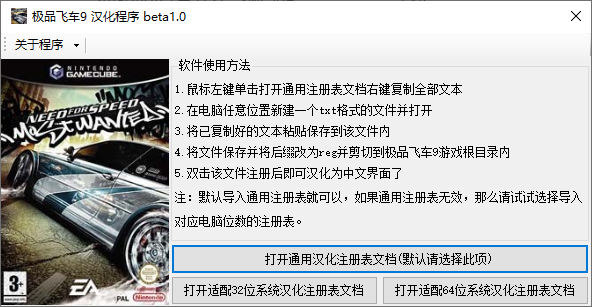 极品飞车9 汉化程序 beta1.0
关于程序
NINTENDO
GAMECUBE
NEED FOR SPEED
MOST WANTED
3+
EA
PAL
Nintendo
软件使用方法
1.鼠标左键单击打开通用注册表文档右键复制全部文本
2.在电脑任意位置新建一个txt格式的文件并打开
3.将已复制好的文本粘贴保存到该文件内
4.将文件保存并将后缀改为reg并剪切到极品飞车9游戏根目录内
5.双击该文件注册后即可汉化为中文界面了
注：默认导入通用注册表就可以，如果通用注册表无效，那么请试试选择导入
对应电脑位数的注册表。
打开通用汉化注册表文档(默认请选择此项)
打开适配32位系统汉化注册表文档
打开适配64位系统汉化注册表文档